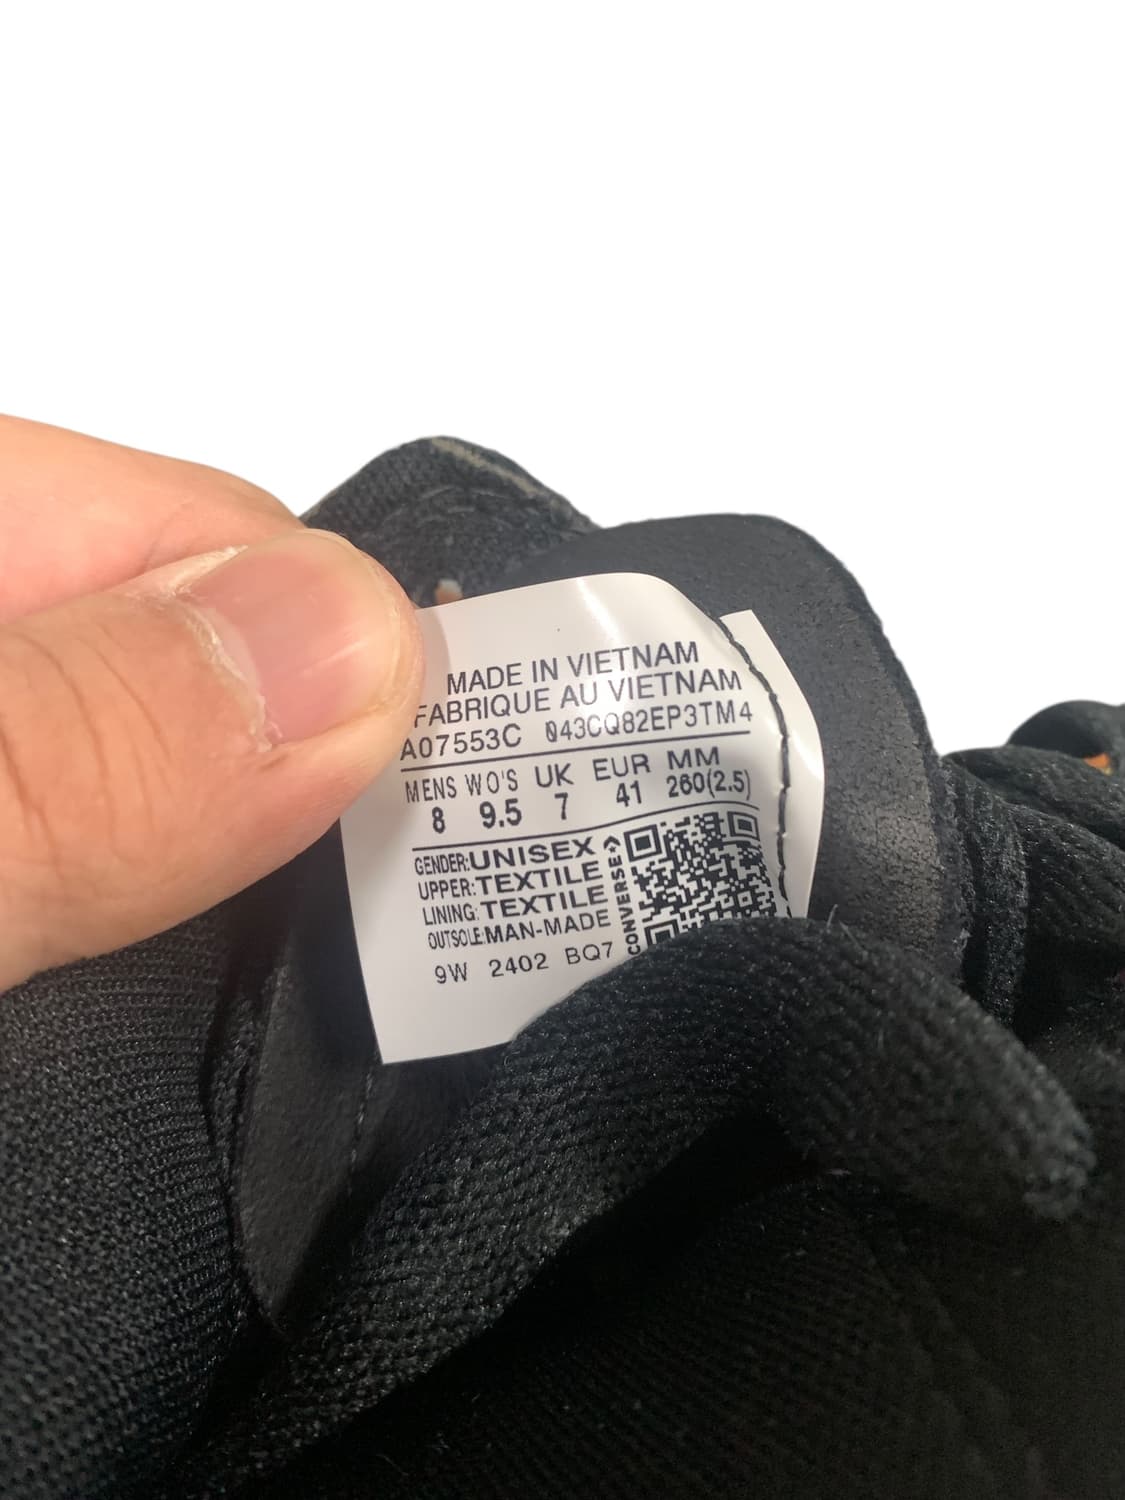 MADE IN VIETNAM
FABRIQUE AU VIETNAM
A07553C 043CQ82EP3TM4
MENS WO'S UK EUR MM
8 9.5 7 41 260(2.5)
GENDER:UNISEX
UPPER:TEXTILE
LINING:TEXTILE
OUTSOLE:MAN-MADE
9W 2402 BQ7
CONVERSE